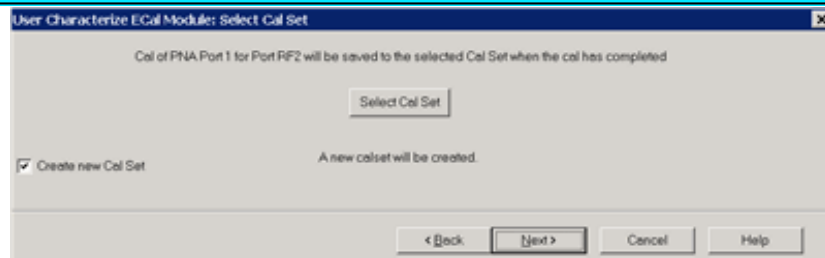 User Characterize ECal Module: Select Cal Set
Cal of PNA Port 1 for Port RF2 will be saved to the selected Cal Set when the cal has completed
Select Cal Set
Create new Cal Set
A new calset will be created.
< Back
Next >
Cancel
Help